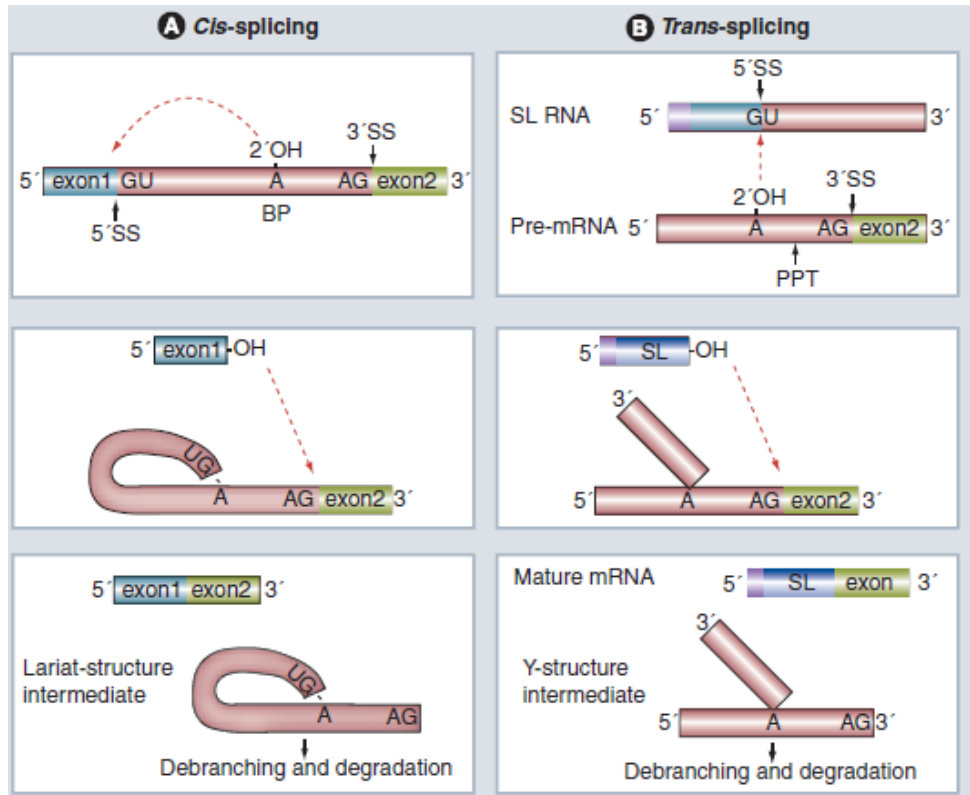 A Cis-splicing
2´OH
3´SS
5´ exon1 GU A AG exon2 3´
BP
5´SS
5´ exon1 -OH
UG
A AG exon2 3´
5´ exon1 exon2 3´
Lariat-structure
intermediate
UG
A AG
Debranching and degradation
B Trans-splicing
5´SS
SL RNA 5´ GU 3´
3´SS
2´OH
Pre-mRNA 5´ A AG exon2 3´
PPT
5´ SL -OH
3´
5´ A AG exon2 3´
Mature mRNA 5´ SL exon 3´
3´
Y-structure
intermediate
5´ A AG 3´
Debranching and degradation